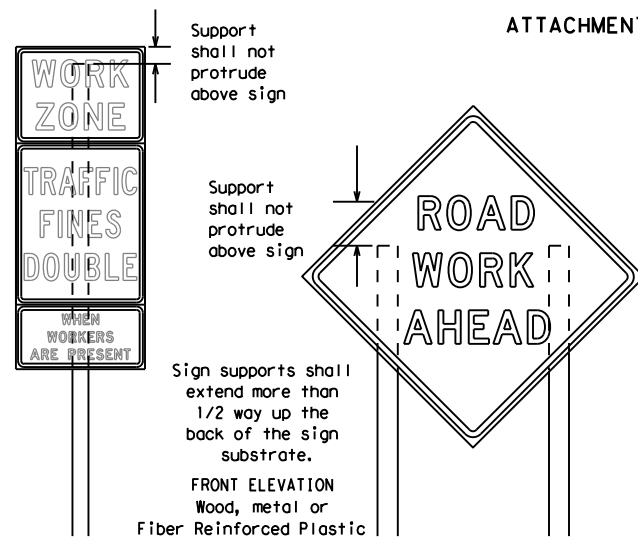 ATTACHMENT
Support
shall not
protrude
above sign
WORK
ZONE
TRAFFIC
FINES
DOUBLE
WHEN
WORKERS
ARE PRESENT
Support
shall not
protrude
above sign
ROAD
WORK
AHEAD
Sign supports shall
extend more than
1/2 way up the
back of the sign
substrate.
FRONT ELEVATION
Wood, metal or
Fiber Reinforced Plastic